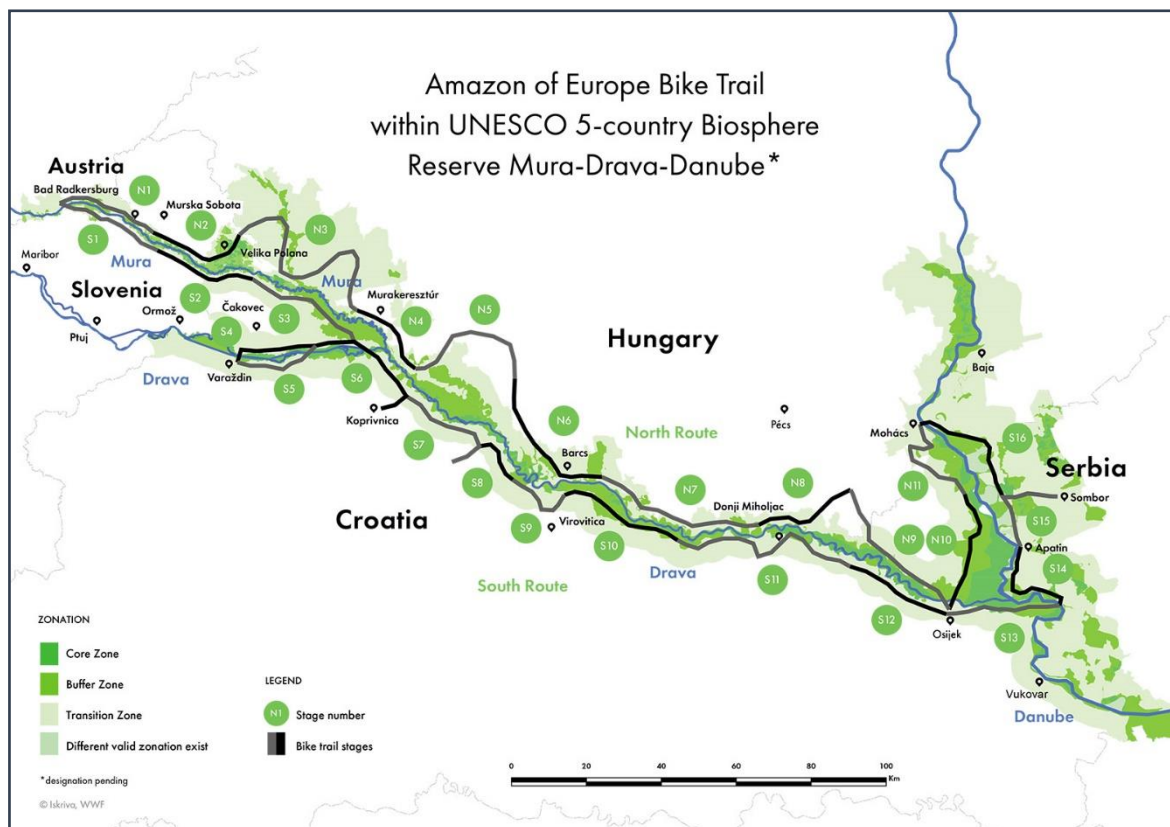 Amazon of Europe Bike Trail
within UNESCO 5-country Biosphere
Reserve Mura-Drava-Danube*
Austria
Bad Radkersburg
N1
Murska Sobota
S1
N2
N3
Velika Polana
Maribor
Mura
Mura
Slovenia
S2
Murakeresztúr
Ormož
Čakovec
S3
N5
Ptuj
S4
N4
Hungary
Drava
Varaždin
S5
S6
Baja
Koprivnica
Pécs
S7
N6
North Route
Mohács
S16
Barcs
Serbia
S8
N7
N8
N11
Sombor
Donji Miholjac
Croatia
S9
Virovitica
S15
S10
N9
N10
Apatin
Drava
S11
S14
South Route
S12
Osijek
S13
Vukovar
Danube
ZONATION
Core Zone
Buffer Zone
Transition Zone
Different valid zonation exist
LEGEND
N1
Stage number
Bike trail stages
*designation pending
© Iskriva, WWF
0
20
40
60
80
100
Km